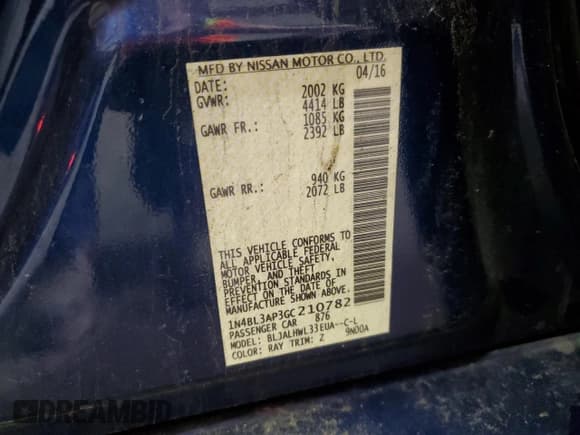 MFD BY NISSAN MOTOR CO., LTD.
DATE: 04/16
GVWR: 2002 KG
4414 LB
GAWR FR.: 1085 KG
2392 LB
GAWR RR.: 940 KG
2072 LB
THIS VEHICLE CONFORMS TO
ALL APPLICABLE FEDERAL
MOTOR VEHICLE SAFETY,
BUMPER, AND THEFT
PREVENTION STANDARDS IN
EFFECT ON THE DATE OF
MANUFACTURE SHOWN ABOVE.
1N4BL3AP3GC210782
PASSENGER CAR 876
MODEL: BLJALHWL33EUA--C-L
COLOR: RAY TRIM: Z 9N00A
DREAMBID